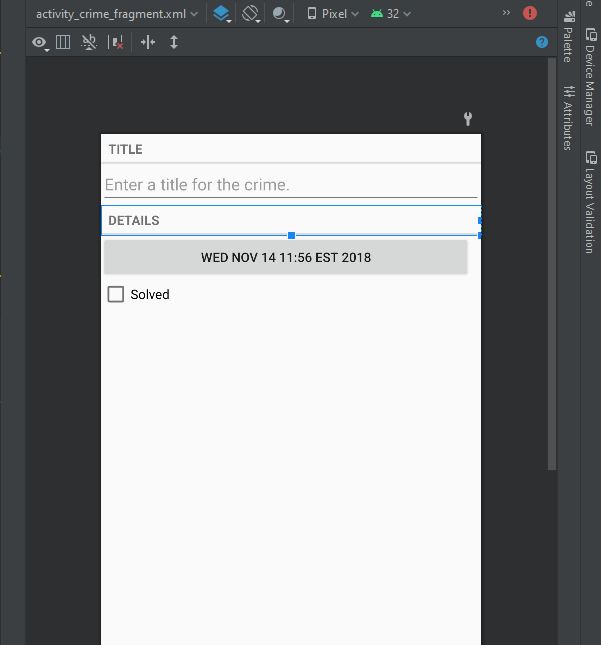 activity_crime_fragment.xml
Pixel
32
Palette
Device Manager
Attributes
Layout Validation
TITLE
Enter a title for the crime.
DETAILS
WED NOV 14 11:56 EST 2018
Solved